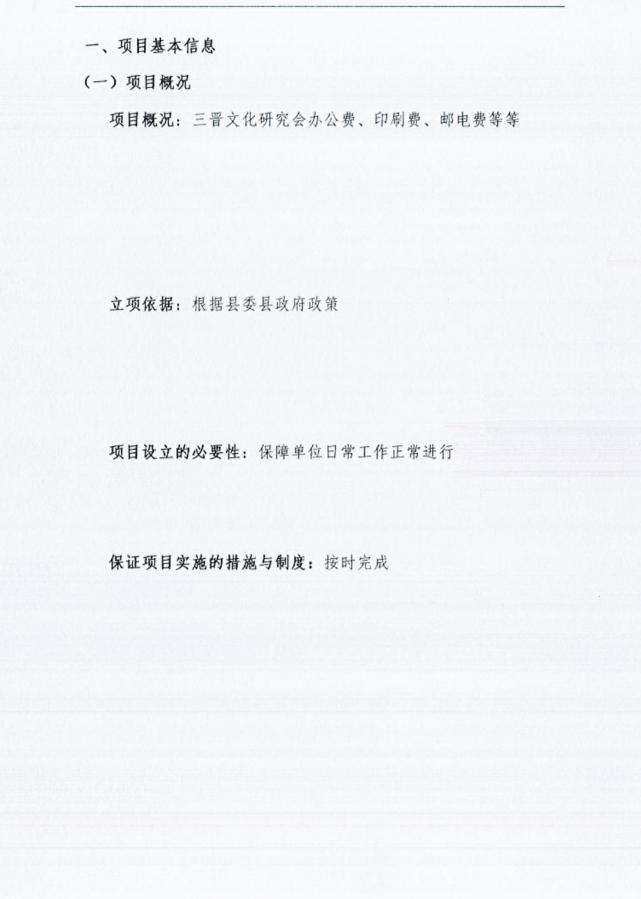 一、项目基本信息
（一）项目概况
项目概况：三晋文化研究会办公费、印刷费、邮电费等等
立项依据：根据县委县政府政策
项目设立的必要性：保障单位日常工作正常进行
保证项目实施的措施与制度：按时完成